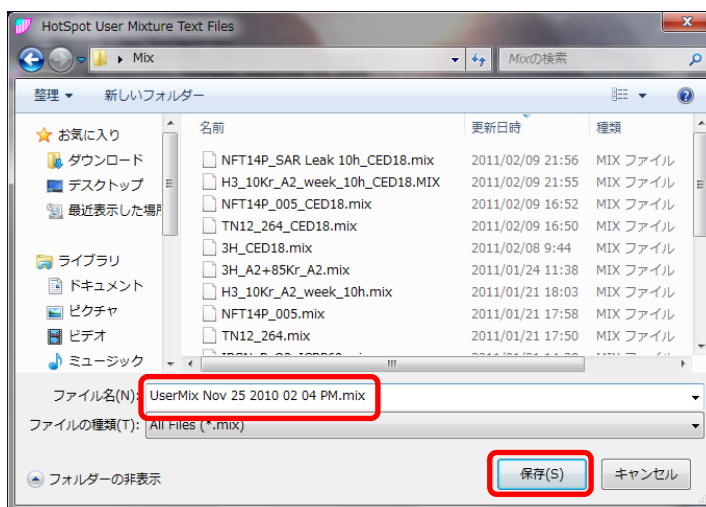 HotSpot User Mixture Text Files
Mix
Mixの検索
整理
新しいフォルダー
お気に入り
ダウンロード
デスクトップ
最近表示した場所
ライブラリ
ドキュメント
ピクチャ
ビデオ
ミュージック
名前 更新日時 種類
NFT14P_SAR Leak 10h_CED18.mix 2011/02/09 21:56 MIX ファイル
H3_10Kr_A2_week_10h_CED18.MIX 2011/02/09 21:55 MIX ファイル
NFT14P_005_CED18.mix 2011/02/09 16:52 MIX ファイル
TN12_264_CED18.mix 2011/02/09 16:50 MIX ファイル
3H_CED18.mix 2011/02/08 9:44 MIX ファイル
3H_A2+85Kr_A2.mix 2011/01/24 11:38 MIX ファイル
H3_10Kr_A2_week_10h.mix 2011/01/21 18:03 MIX ファイル
NFT14P_005.mix 2011/01/21 17:58 MIX ファイル
TN12_264.mix 2011/01/21 17:50 MIX ファイル
ファイル名(N): UserMix Nov 25 2010 02 04 PM.mix
ファイルの種類(T): All Files (*.mix)
フォルダーの非表示
保存(S)
キャンセル